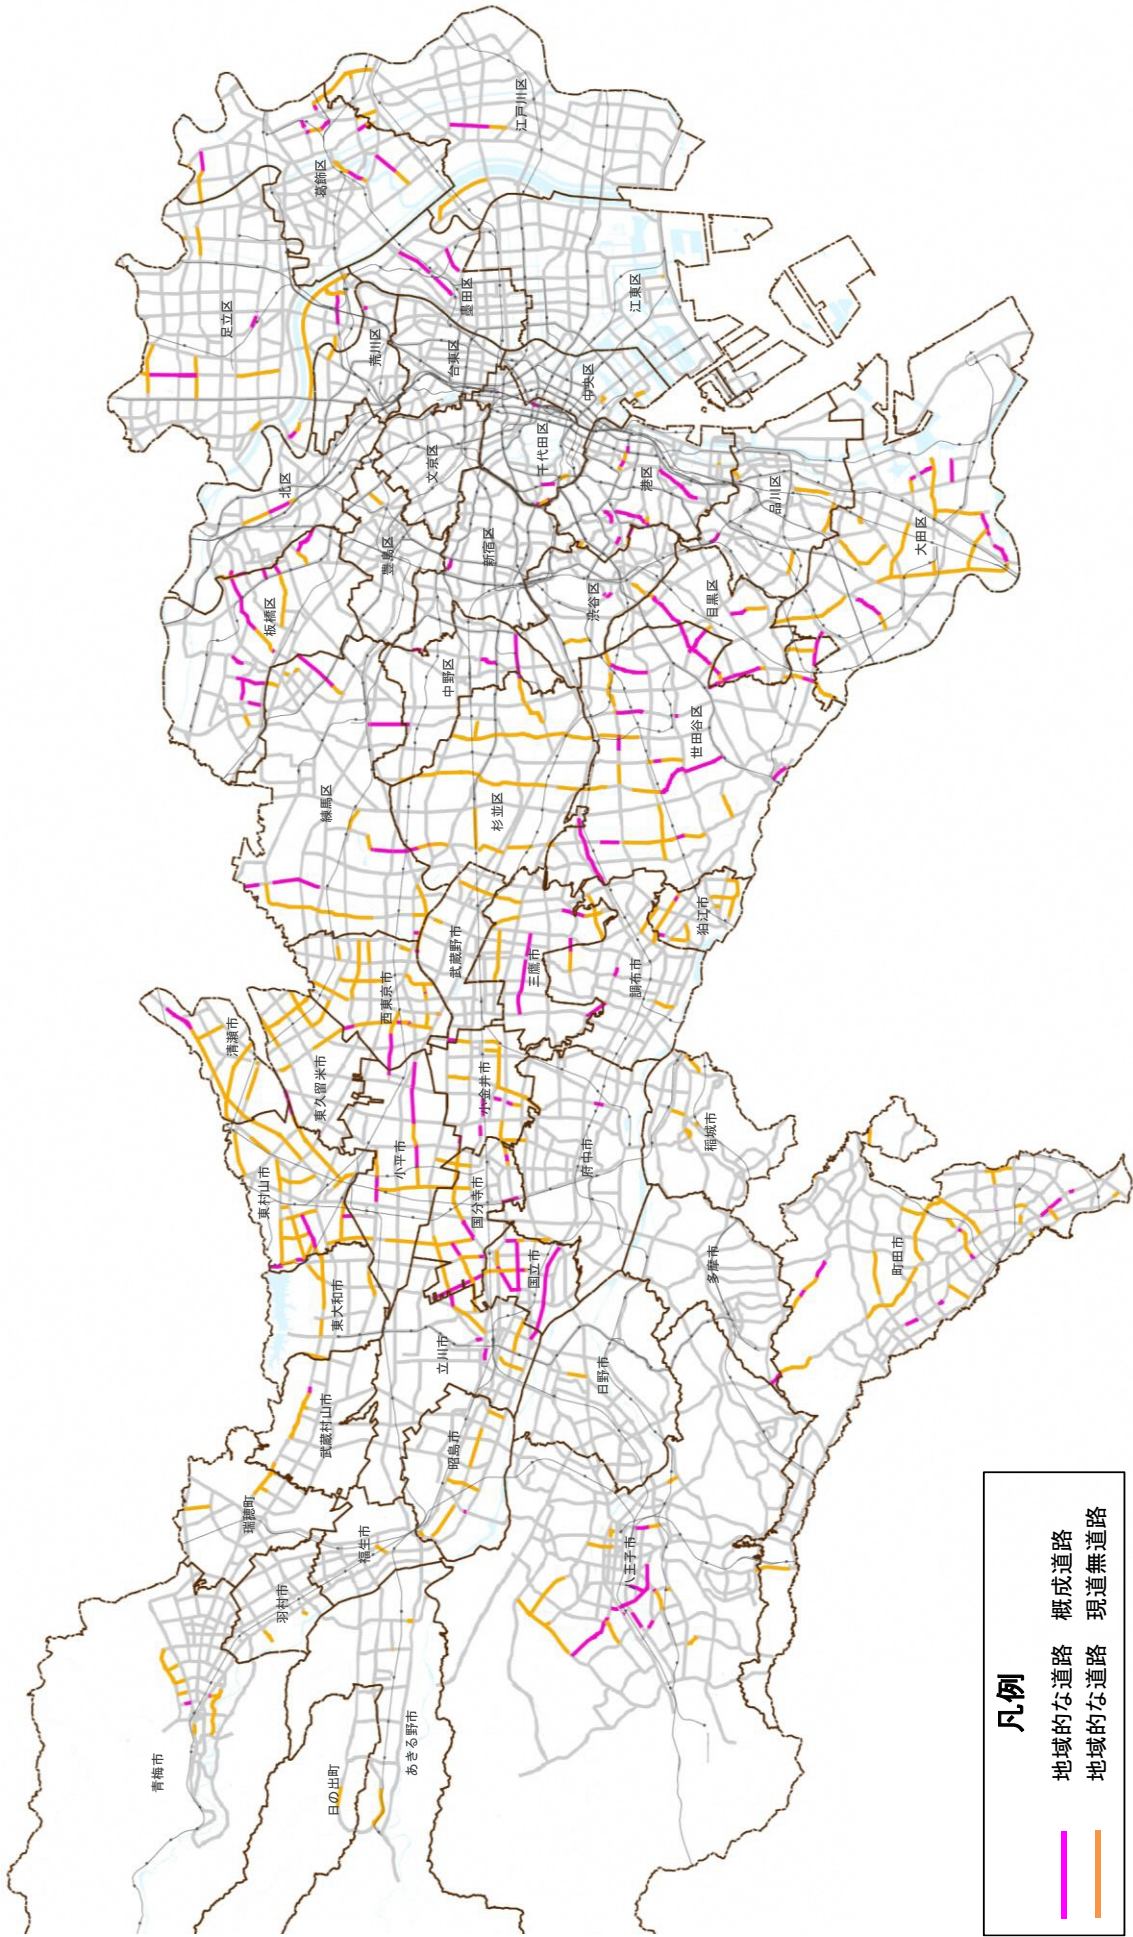 青梅市
瑞穂町
羽村市
福生市
日の出町
あきる野市
武蔵村山市
東大和市
東村山市
清瀬市
東久留米市
西東京市
小平市
立川市
昭島市
国分寺市
国立市
小金井市
武蔵野市
三鷹市
調布市
狛江市
府中市
稲城市
多摩市
日野市
八王子市
町田市
練馬区
板橋区
北区
足立区
葛飾区
江戸川区
荒川区
墨田区
台東区
文京区
豊島区
新宿区
中野区
杉並区
千代田区
中央区
江東区
港区
渋谷区
目黒区
世田谷区
品川区
大田区
凡例
地域的な道路 概成道路
地域的な道路 現道無道路